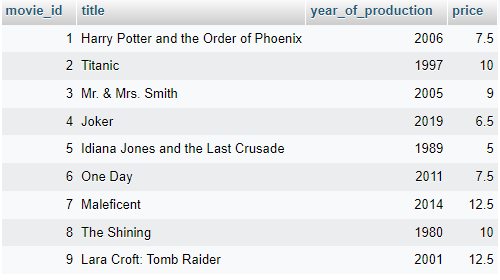 movie_id title year_of_production price
1 Harry Potter and the Order of Phoenix 2006 7.5
2 Titanic 1997 10
3 Mr. & Mrs. Smith 2005 9
4 Joker 2019 6.5
5 Idiana Jones and the Last Crusade 1989 5
6 One Day 2011 7.5
7 Maleficent 2014 12.5
8 The Shining 1980 10
9 Lara Croft: Tomb Raider 2001 12.5